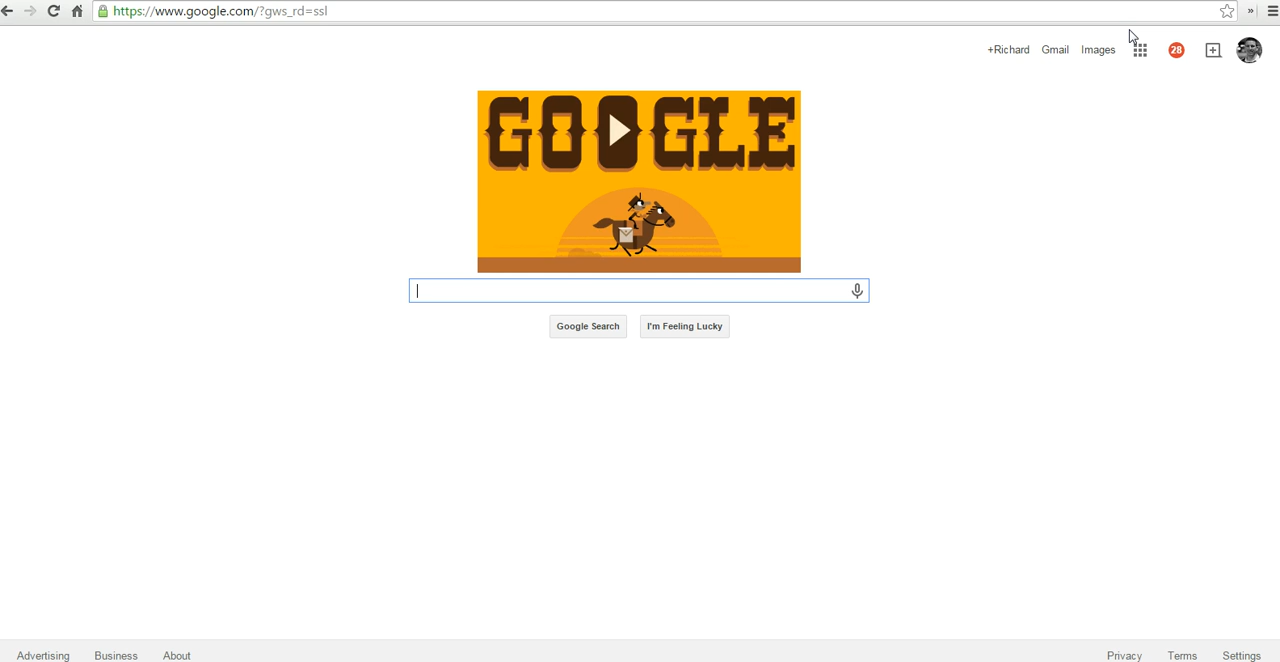 https://www.google.com/?gws_rd=ssl
»
+Richard Gmail Images 28
GOOGLE
Google Search I'm Feeling Lucky
Advertising Business About Privacy Terms Settings